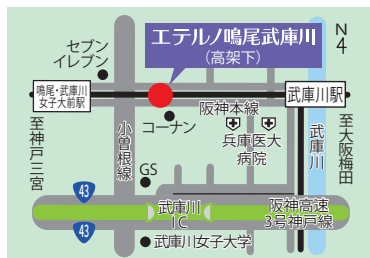 エテルノ鳴尾武庫川
(高架下)
N
4
セブン
イレブン
鳴尾・武庫川
女子大前駅
武庫川駅
阪神本線
コーナン
兵庫医大
病院
武庫川
至神戸三宮
小曽根線
至大阪梅田
GS
43
武庫川
IC
阪神高速
3号神戸線
43
武庫川女子大学